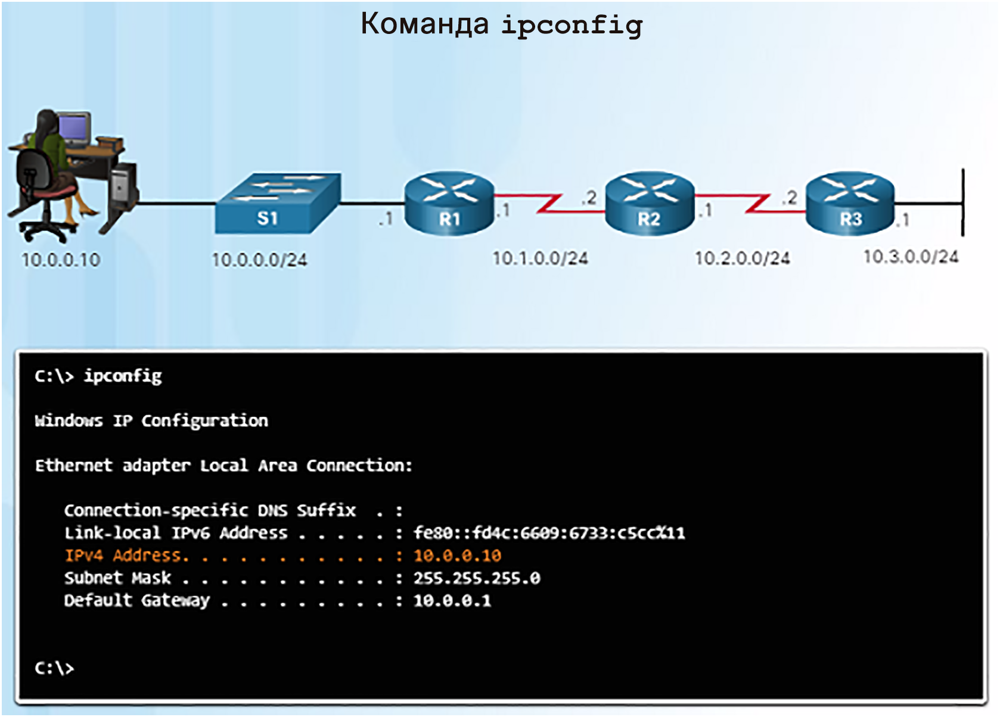 Команда ipconfig
S1
R1
R2
R3
.1
.1
.2
.1
.2
.1
10.0.0.10
10.0.0.0/24
10.1.0.0/24
10.2.0.0/24
10.3.0.0/24
C:\> ipconfig
Windows IP Configuration
Ethernet adapter Local Area Connection:
Connection-specific DNS Suffix . :
Link-local IPv6 Address . . . . . : fe80::fd4c:6609:6733:c5cc%11
IPv4 Address. . . . . . . . . . . : 10.0.0.10
Subnet Mask . . . . . . . . . . . : 255.255.255.0
Default Gateway . . . . . . . . . : 10.0.0.1
C:\>